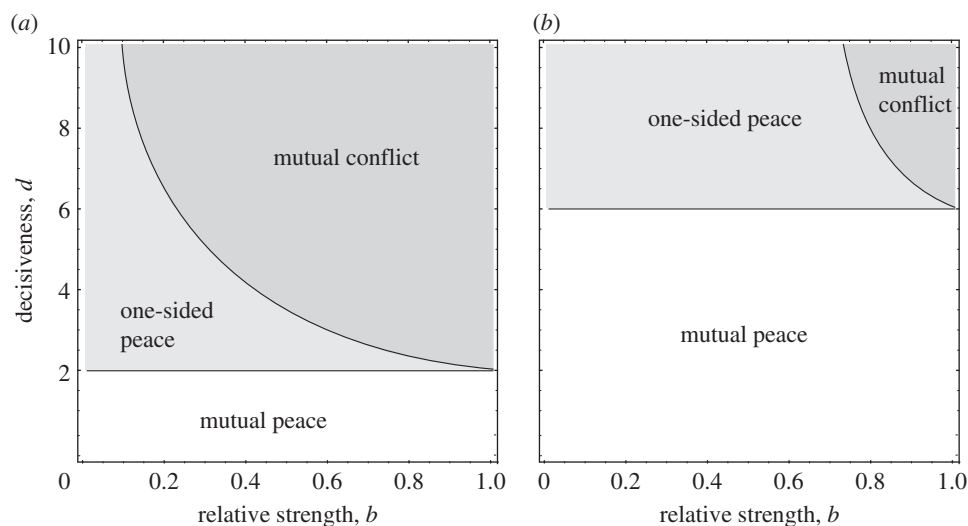 (a)
10
8
6
4
2
0
decisiveness, d
mutual conflict
one-sided
peace
mutual peace
0.2
0.4
0.6
0.8
1.0
relative strength, b
(b)
mutual
conflict
one-sided peace
mutual peace
0
0.2
0.4
0.6
0.8
1.0
relative strength, b